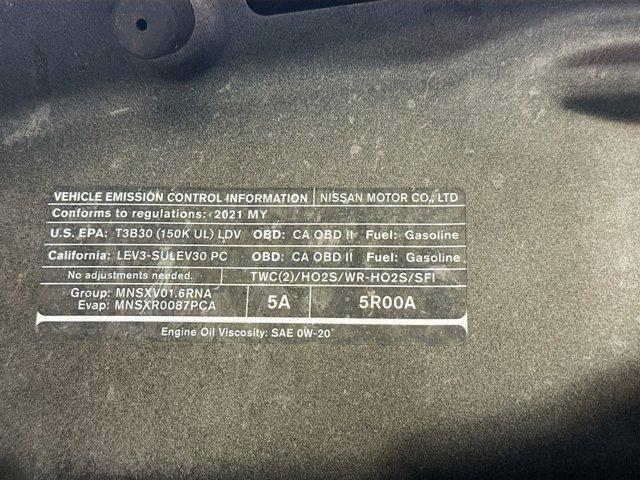 VEHICLE EMISSION CONTROL INFORMATION NISSAN MOTOR CO., LTD
Conforms to regulations: 2021 MY
U.S. EPA: T3B30 (150K UL) LDV OBD: CA OBD II Fuel: Gasoline
California: LEV3-SULEV30 PC OBD: CA OBD II Fuel: Gasoline
No adjustments needed. TWC(2)/HO2S/WR-HO2S/SFI
Group: MNSXV01.6RNA 5A 5R00A
Evap: MNSXR0087PCA
Engine Oil Viscosity: SAE 0W-20